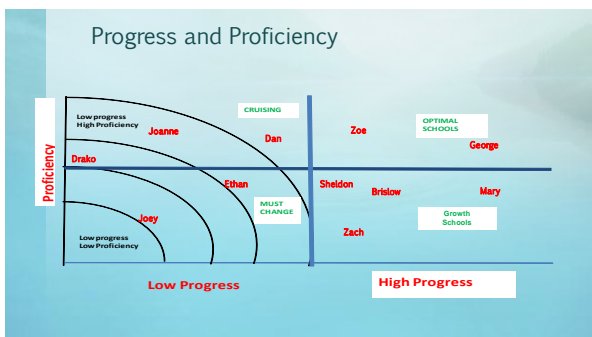 Progress and Proficiency
CRUISING
Low progress
High Proficiency
Joanne
Dan
Zoe
OPTIMAL
SCHOOLS
George
Proficiency
Drako
Ethan
Sheldon
Brislow
Mary
MUST
CHANGE
Joey
Zach
Growth
Schools
Low progress
Low Proficiency
Low Progress
High Progress